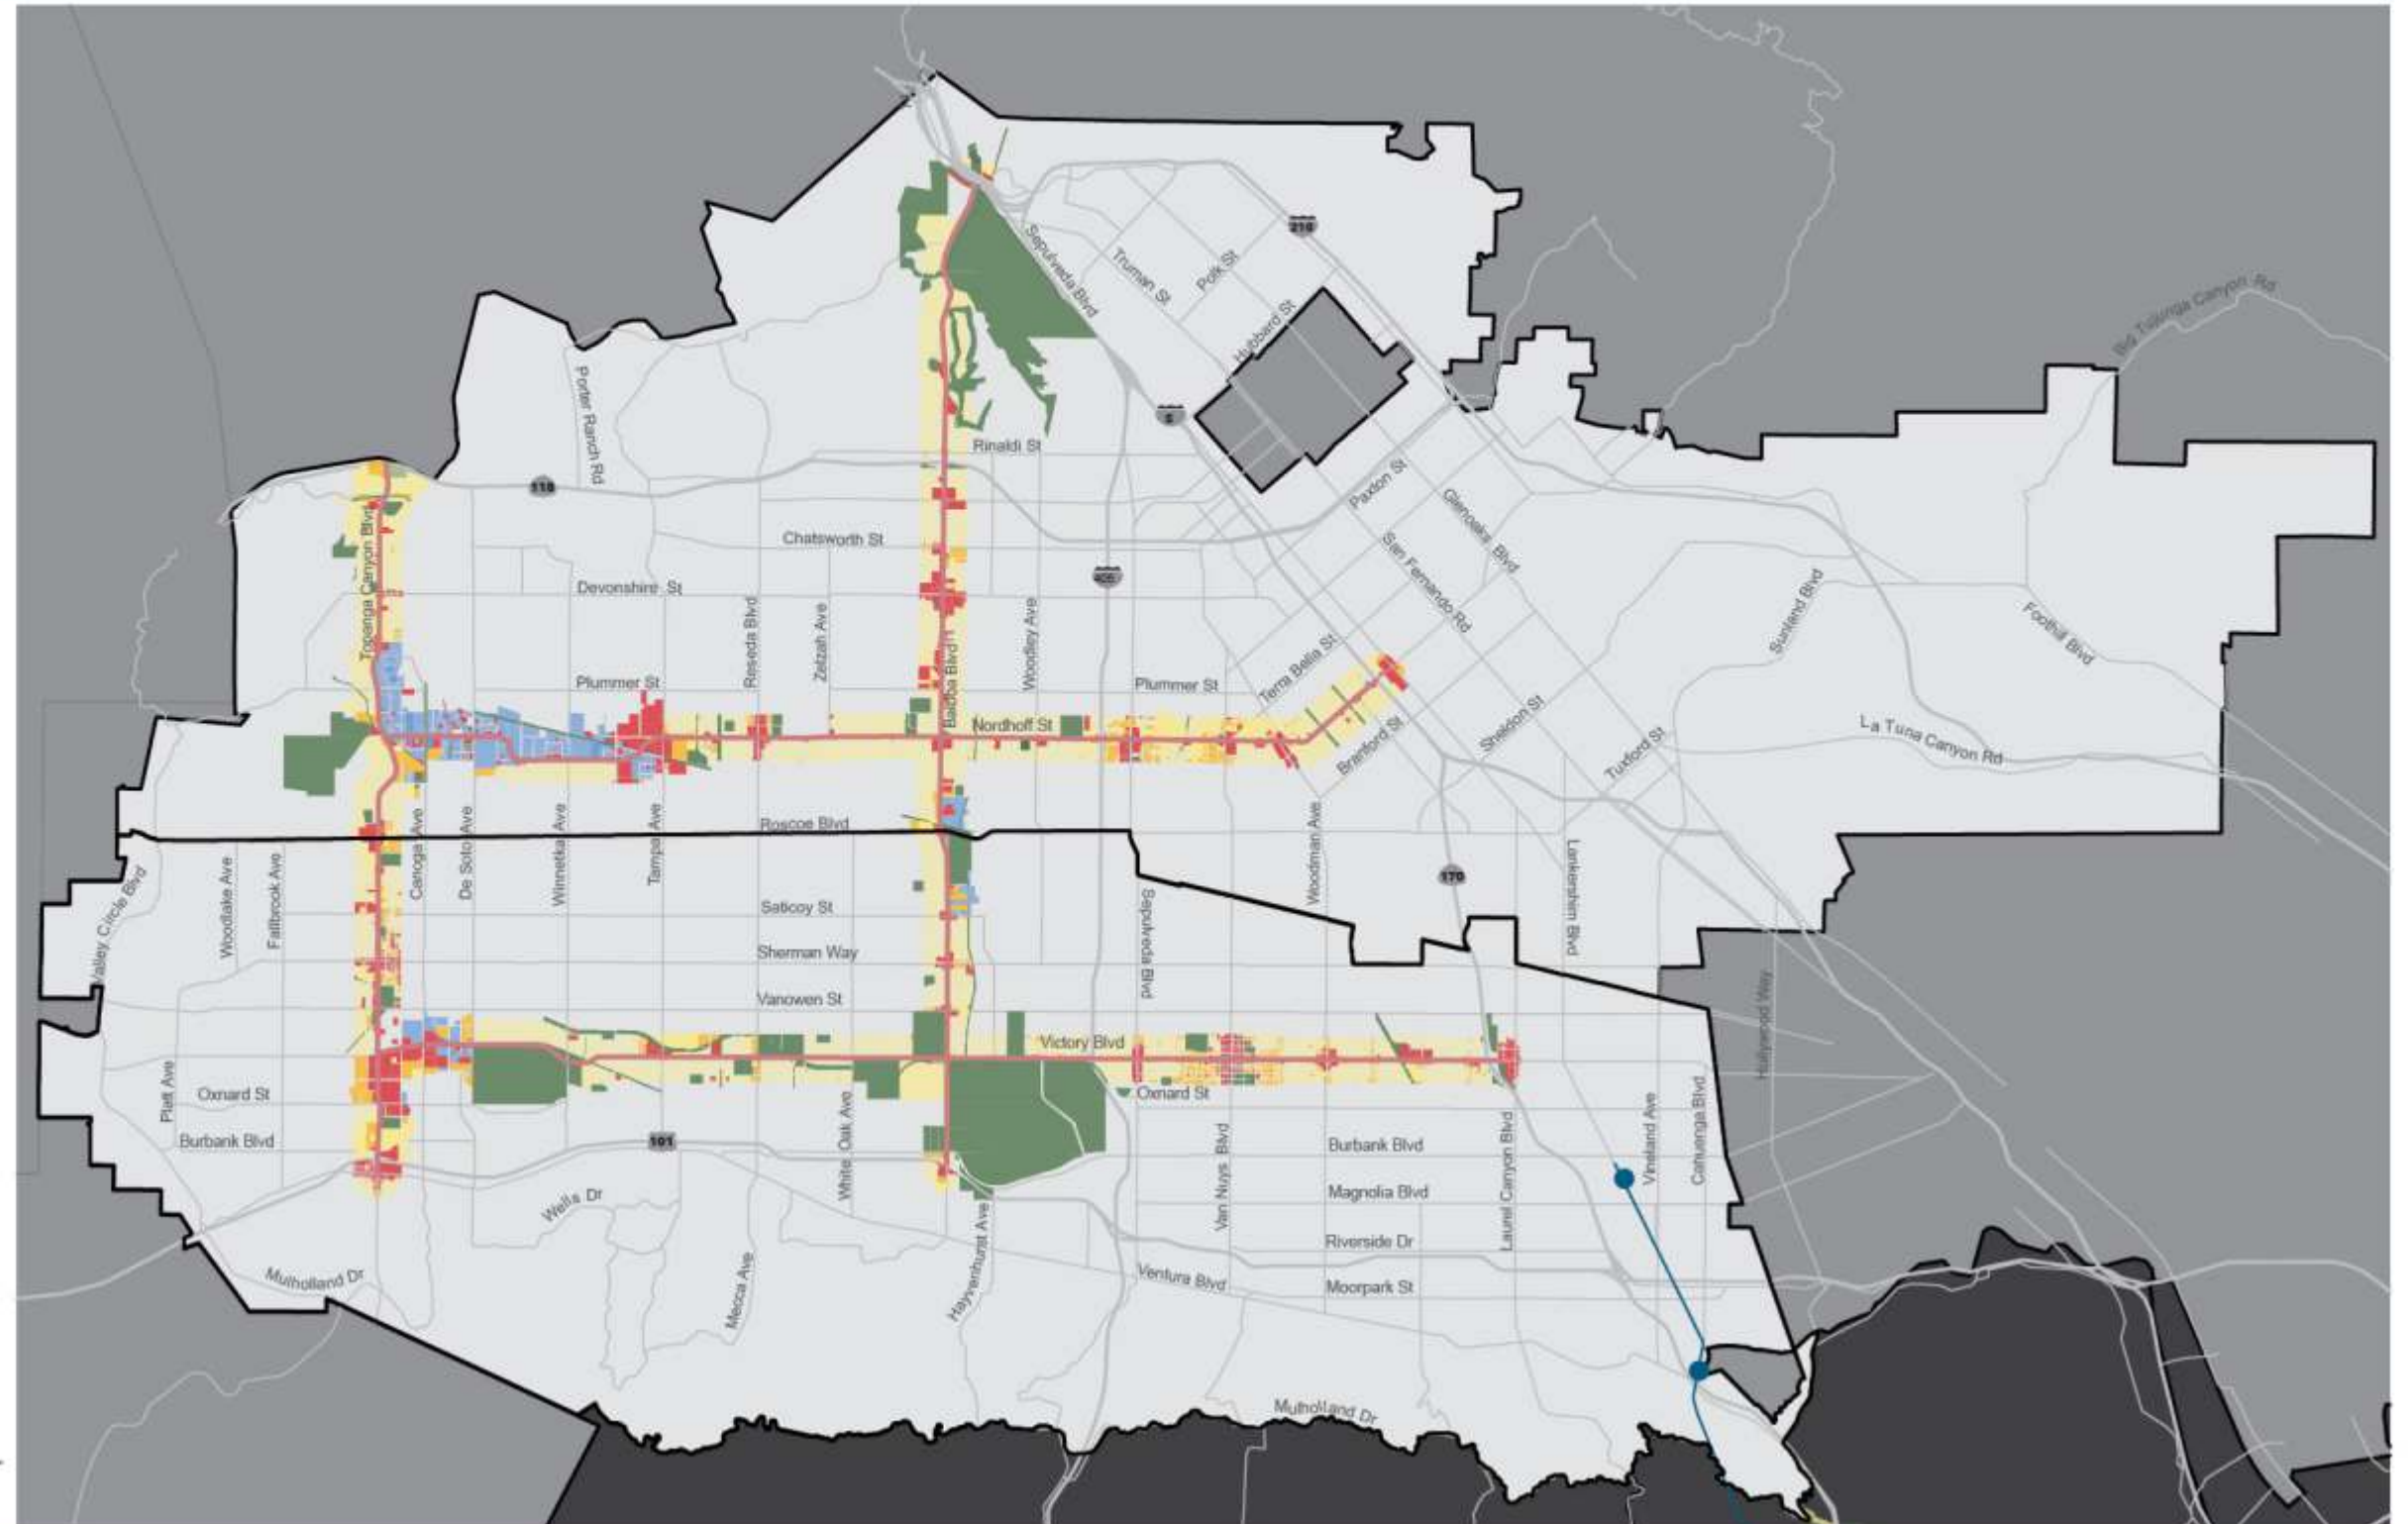 210
Big Tujunga Canyon Rd
Sepulveda Blvd
Truman St
Polk St
Hubbard St
5
Porter Ranch Rd
Rinaldi St
118
Paxton St
Glenoaks Blvd
Topanga Canyon Blvd
Chatsworth St
San Fernando Rd
405
Devonshire St
Reseda Blvd
Zelzah Ave
Balboa Blvd
Woodley Ave
Sunland Blvd
Foothill Blvd
Plummer St
Plummer St
Terra Bella St
Nordhoff St
Branford St
Sheldon St
Tuxford St
La Tuna Canyon Rd
Roscoe Blvd
Canoga Ave
De Soto Ave
Winnetka Ave
Tampa Ave
Woodman Ave
Valley Circle Blvd
Woodlake Ave
Fallbrook Ave
170
Lankershim Blvd
Saticoy St
Sepulveda Blvd
Sherman Way
Vanowen St
Hollywood Way
Victory Blvd
Platt Ave
Oxnard St
Oxnard St
White Oak Ave
Burbank Blvd
101
Van Nuys Blvd
Burbank Blvd
Laurel Canyon Blvd
Vineland Ave
Cahuenga Blvd
Wells Dr
Magnolia Blvd
Hayvenhurst Ave
Riverside Dr
Mulholland Dr
Mecca Ave
Ventura Blvd
Moorpark St
Mulholland Dr